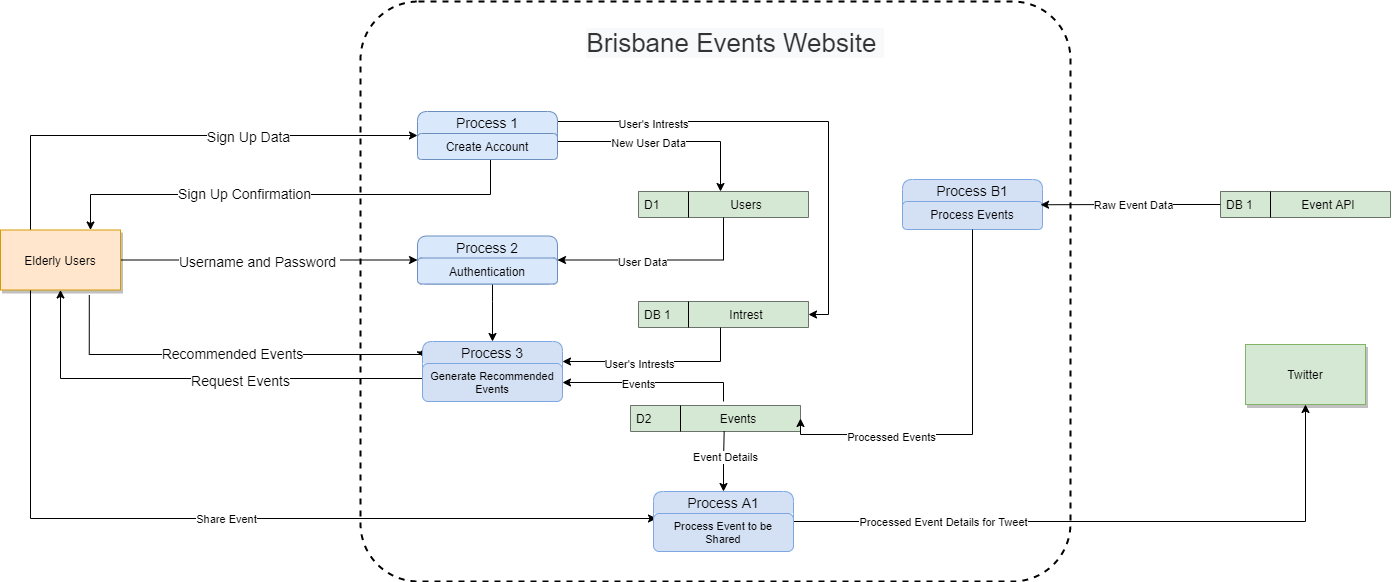 Brisbane Events Website
Process 1
User's Intrests
Sign Up Data
Create Account
New User Data
Sign Up Confirmation
Process B1
D1 Users
Process Events
Raw Event Data
DB 1 Event API
Process 2
Elderly Users
Username and Password
Authentication
User Data
DB 1 Intrest
Process 3
Recommended Events
User's Intrests
Generate Recommended
Events
Request Events
Events
Twitter
D2 Events
Processed Events
Event Details
Process A1
Share Event
Process Event to be
Shared
Processed Event Details for Tweet